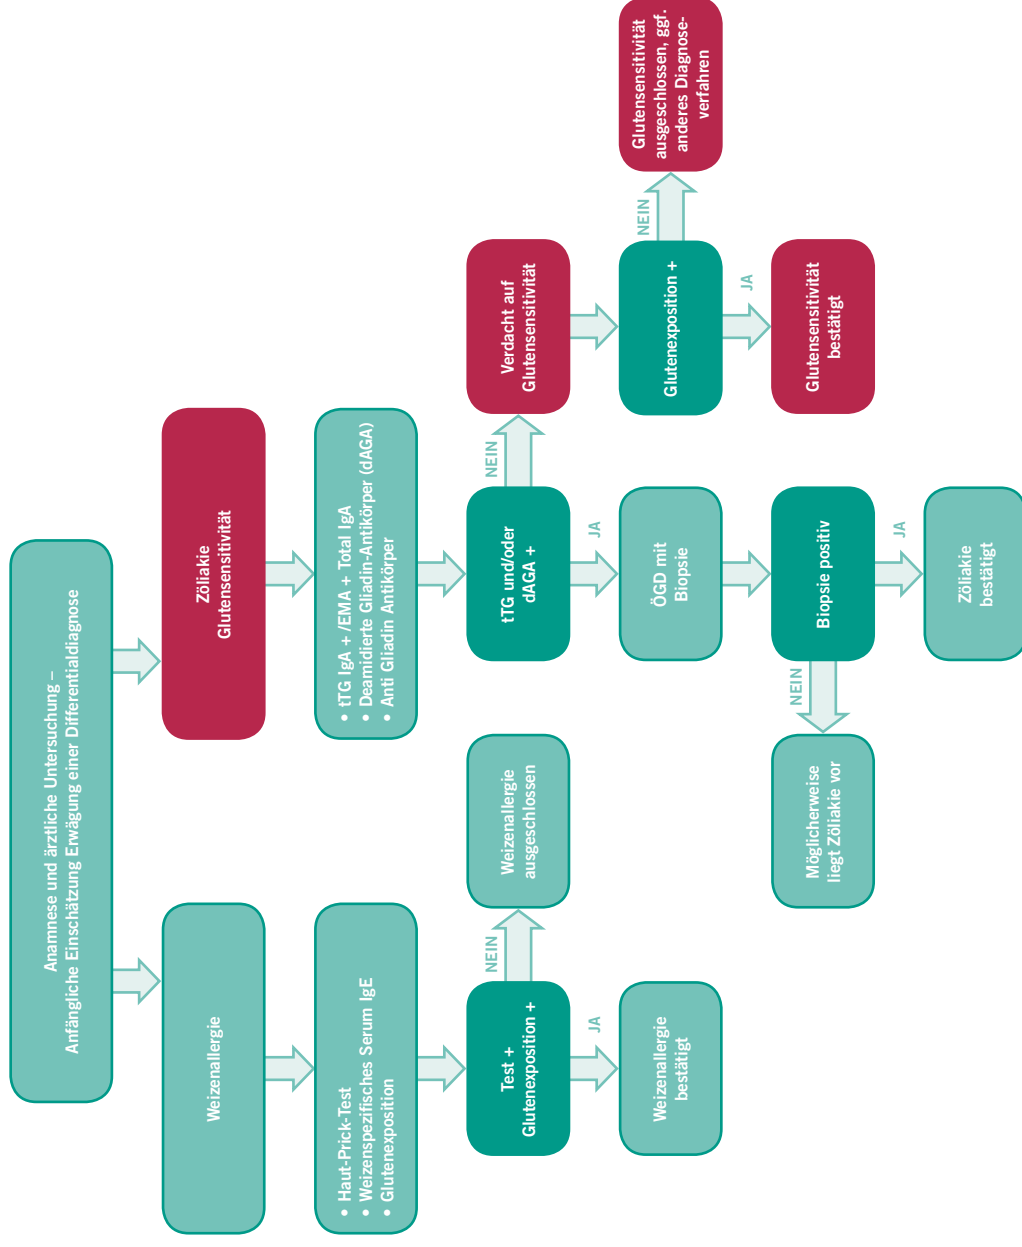 Anamnese und ärztliche Untersuchung –
Anfängliche Einschätzung Erwägung einer Differentialdiagnose
Weizenallergie
• Haut-Prick-Test
• Weizenspezifisches Serum IgE
• Glutenexposition
Test +
Glutenexposition +
NEIN
Weizenallergie
ausgeschlossen
JA
Weizenallergie
bestätigt
Zöliakie
Glutensensitivität
• tTG IgA + /EMA + Total IgA
• Deamidierte Gliadin-Antikörper (dAGA)
• Anti Gliadin Antikörper
tTG und/oder
dAGA +
NEIN
Verdacht auf
Glutensensitivität
JA
ÖGD mit
Biopsie
Biopsie positiv
NEIN
Möglicherweise
liegt Zöliakie vor
JA
Zöliakie
bestätigt
Glutenexposition +
NEIN
Glutensensitivität
ausgeschlossen, ggf.
anderes Diagnose-
verfahren
JA
Glutensensitivität
bestätigt